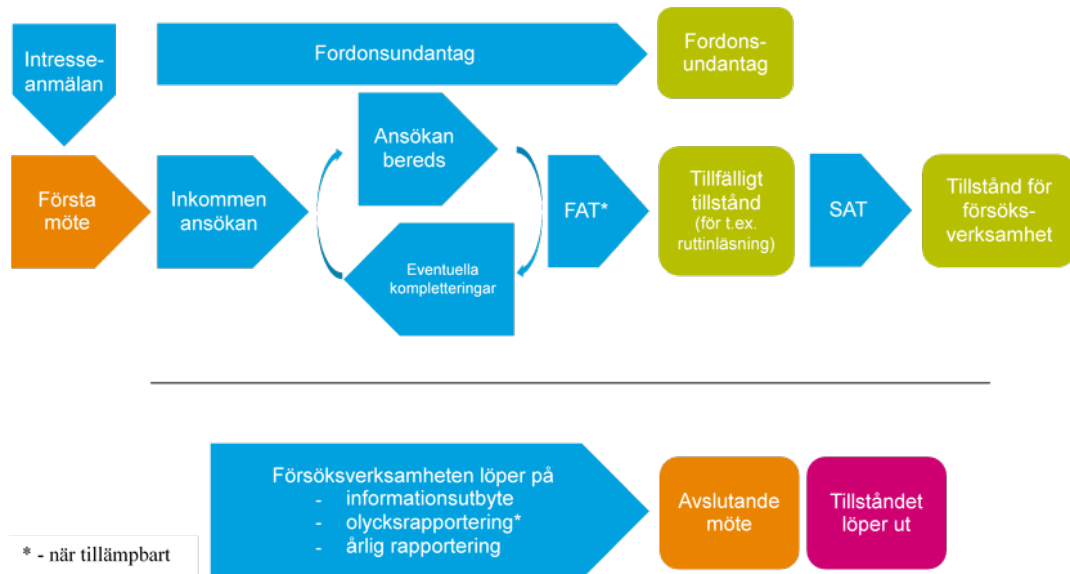 Intresse-
anmälan
Fordonsundantag
Fordons-
undantag
Första
möte
Inkommen
ansökan
Ansökan
bereds
Eventuella
kompletteringar
FAT*
Tillfälligt
tillstånd
(för t.ex.
ruttinläsning)
SAT
Tillstånd för
försöks-
verksamhet
Försöksverksamheten löper på
- informationsutbyte
- olycksrapportering*
- årlig rapportering
Avslutande
möte
Tillståndet
löper ut
* - när tillämpbart